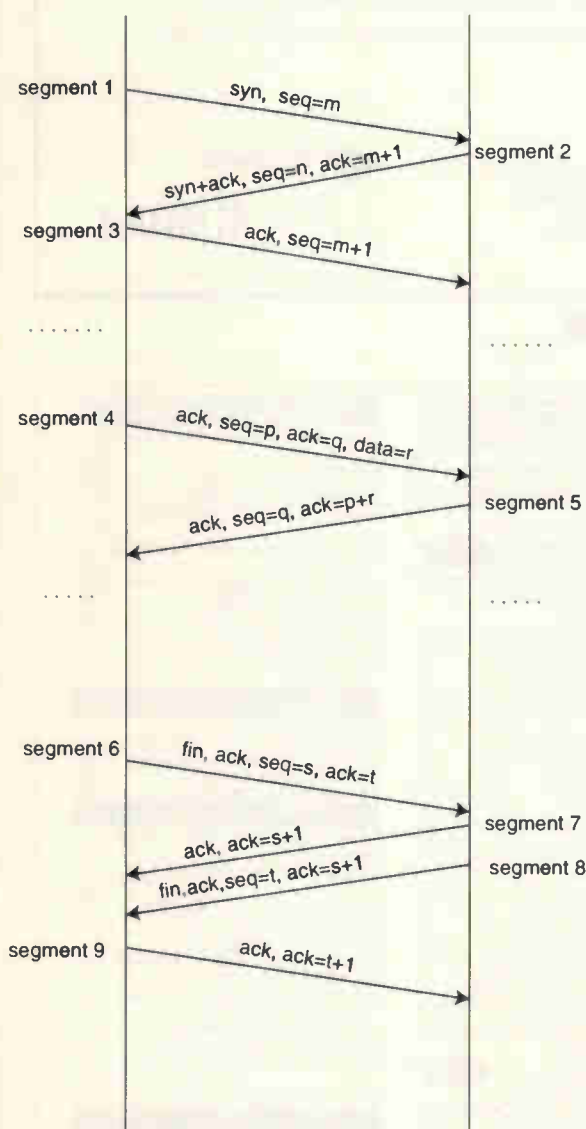 segment 1
syn, seq=m
segment 2
syn+ack, seq=n, ack=m+1
segment 3
ack, seq=m+1
.......
......
segment 4
ack, seq=p, ack=q, data=r
segment 5
ack, seq=q, ack=p+r
.....
.....
segment 6
fin, ack, seq=s, ack=t
segment 7
ack, ack=s+1
segment 8
fin,ack,seq=t, ack=s+1
segment 9
ack, ack=t+1